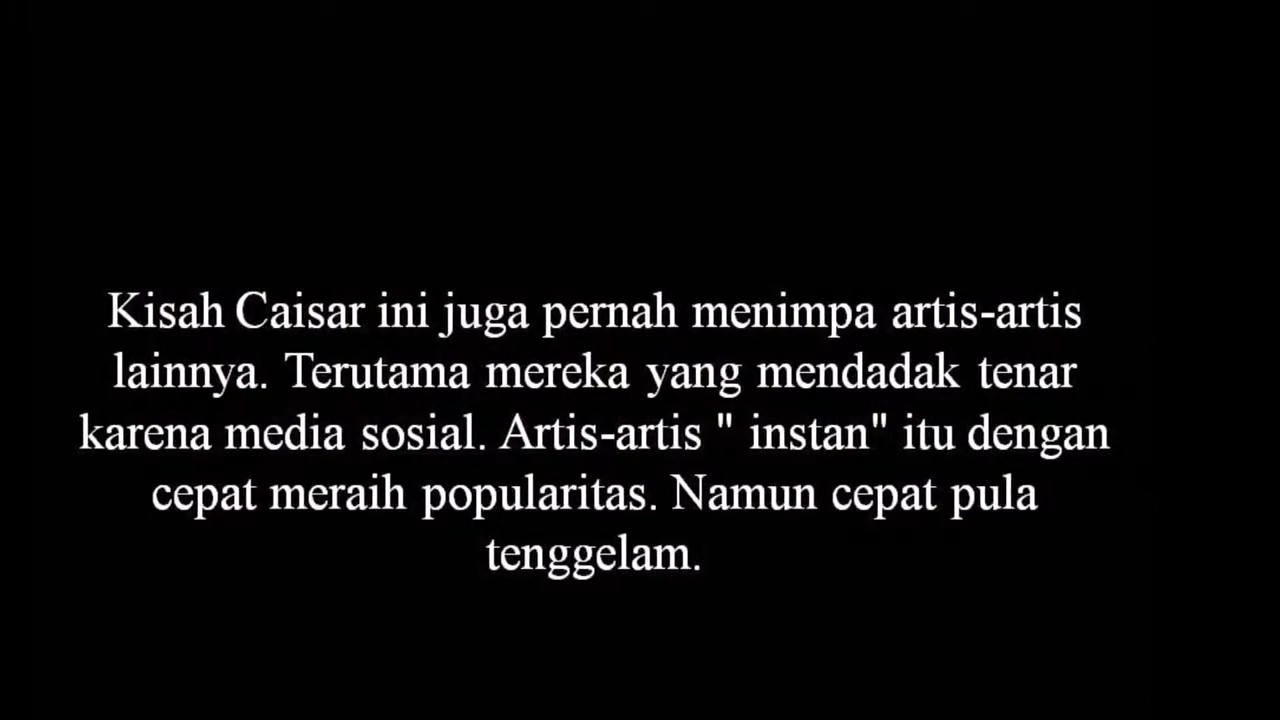 Kisah Caisar ini juga pernah menimpa artis-artis
lainnya. Terutama mereka yang mendadak tenar
karena media sosial. Artis-artis " instan" itu dengan
cepat meraih popularitas. Namun cepat pula
tenggelam.